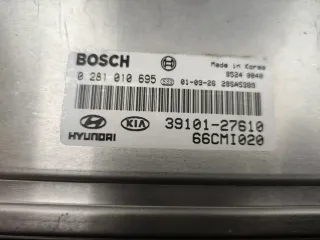 BOSCH
Made in Korea
0 281 010 695
01-09-26
HYUNDAI KIA 39101-27610
66CMI020